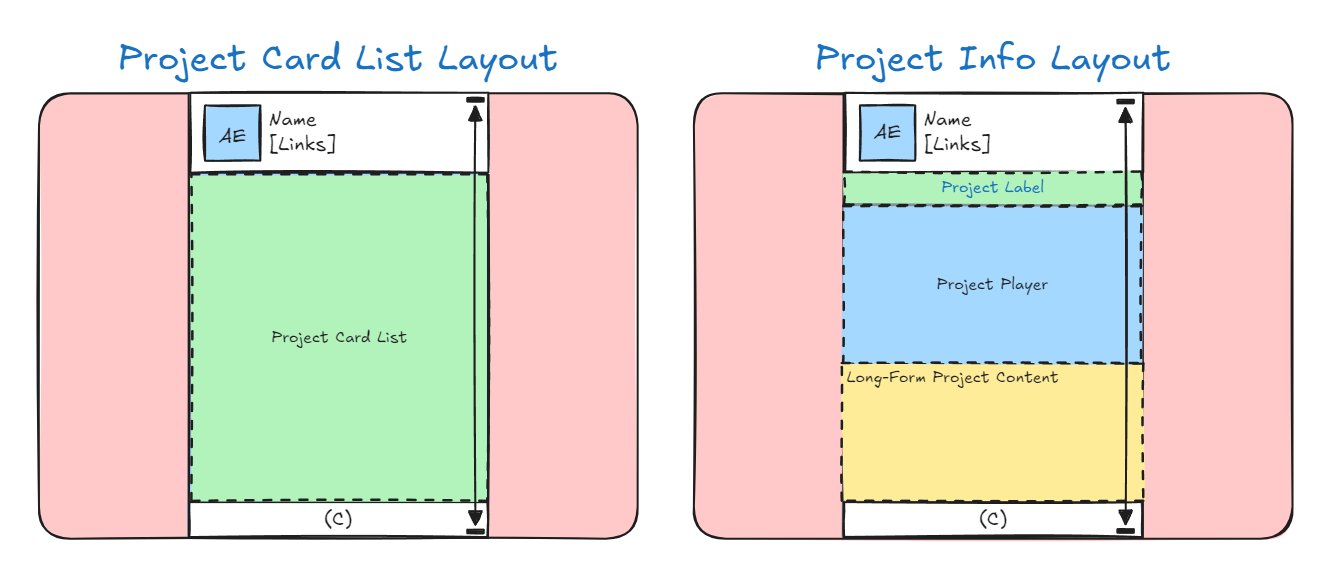 Project Card List Layout
AE
Name
[Links]
Project Card List
(C)
Project Info Layout
AE
Name
[Links]
Project Label
Project Player
Long-Form Project Content
(C)